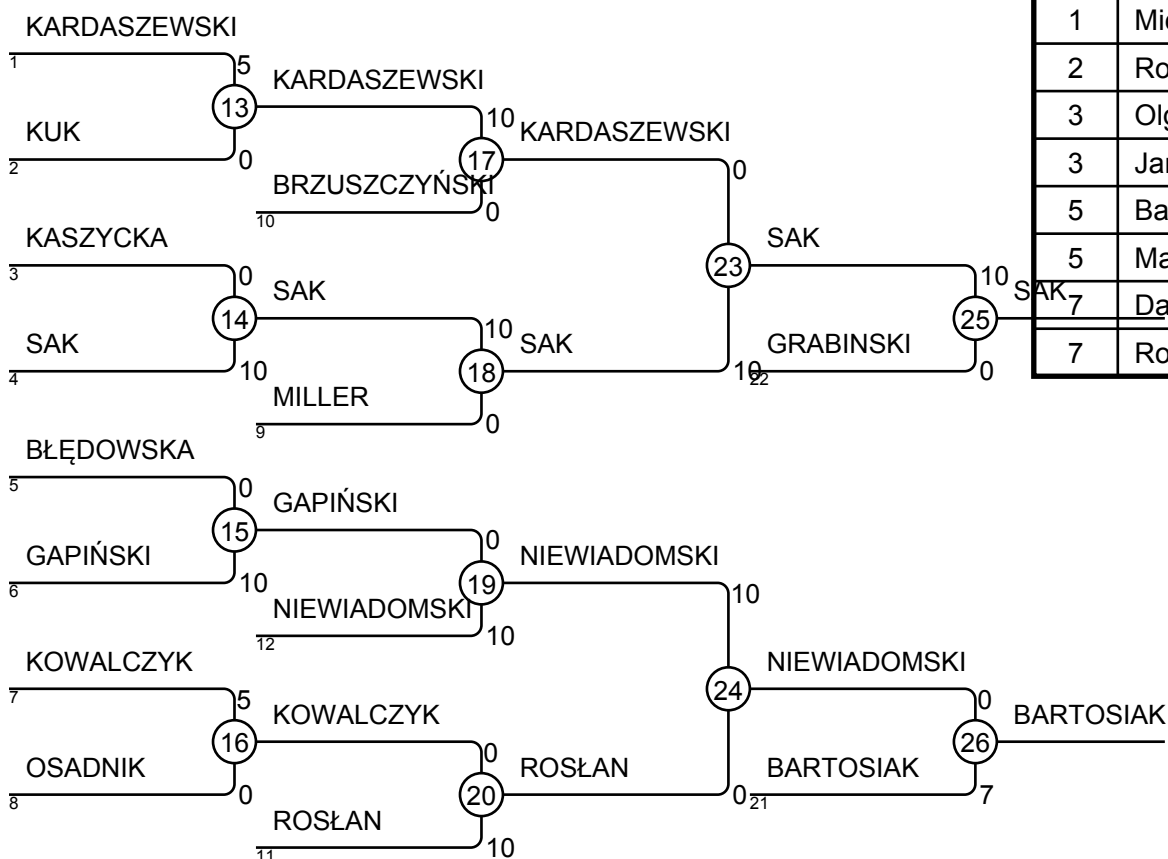 KARDASZEWSKI
1
5
13
KUK
2
0
KARDASZEWSKI
10
17
BRZUSZCZYŃSKI
10
0
KARDASZEWSKI
0
KASZYCKA
3
0
14
SAK
4
10
SAK
10
18
MILLER
9
0
SAK
10
23
SAK
10
25
GRABINSKI
22
0
SAK
BŁĘDOWSKA
5
0
15
GAPIŃSKI
6
10
GAPIŃSKI
0
19
NIEWIADOMSKI
12
10
NIEWIADOMSKI
10
KOWALCZYK
7
5
16
OSADNIK
8
0
KOWALCZYK
0
20
ROSŁAN
11
10
ROSŁAN
0
24
NIEWIADOMSKI
0
26
BARTOSIAK
21
7
BARTOSIAK
1
2
3
3
5
5
7
7